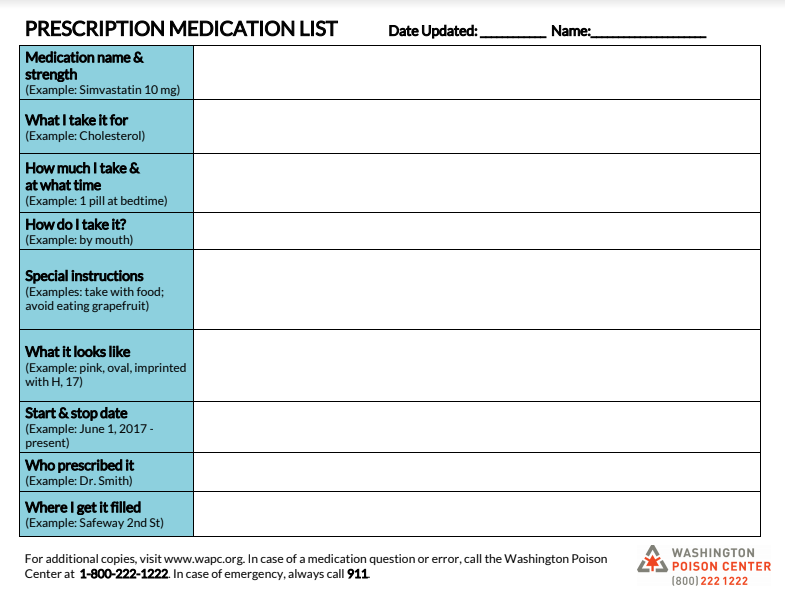 PRESCRIPTION MEDICATION LIST Date Updated: __________ Name:__________________
Medication name &
strength
(Example: Simvastatin 10 mg)
What I take it for
(Example: Cholesterol)
How much I take &
at what time
(Example: 1 pill at bedtime)
How do I take it?
(Example: by mouth)
Special instructions
(Examples: take with food;
avoid eating grapefruit)
What it looks like
(Example: pink, oval, imprinted
with H, 17)
Start & stop date
(Example: June 1, 2017 -
present)
Who prescribed it
(Example: Dr. Smith)
Where I get it filled
(Example: Safeway 2nd St)
For additional copies, visit www.wapc.org. In case of a medication question or error, call the Washington Poison
Center at 1-800-222-1222. In case of emergency, always call 911.
WASHINGTON
POISON CENTER
(800) 222 1222